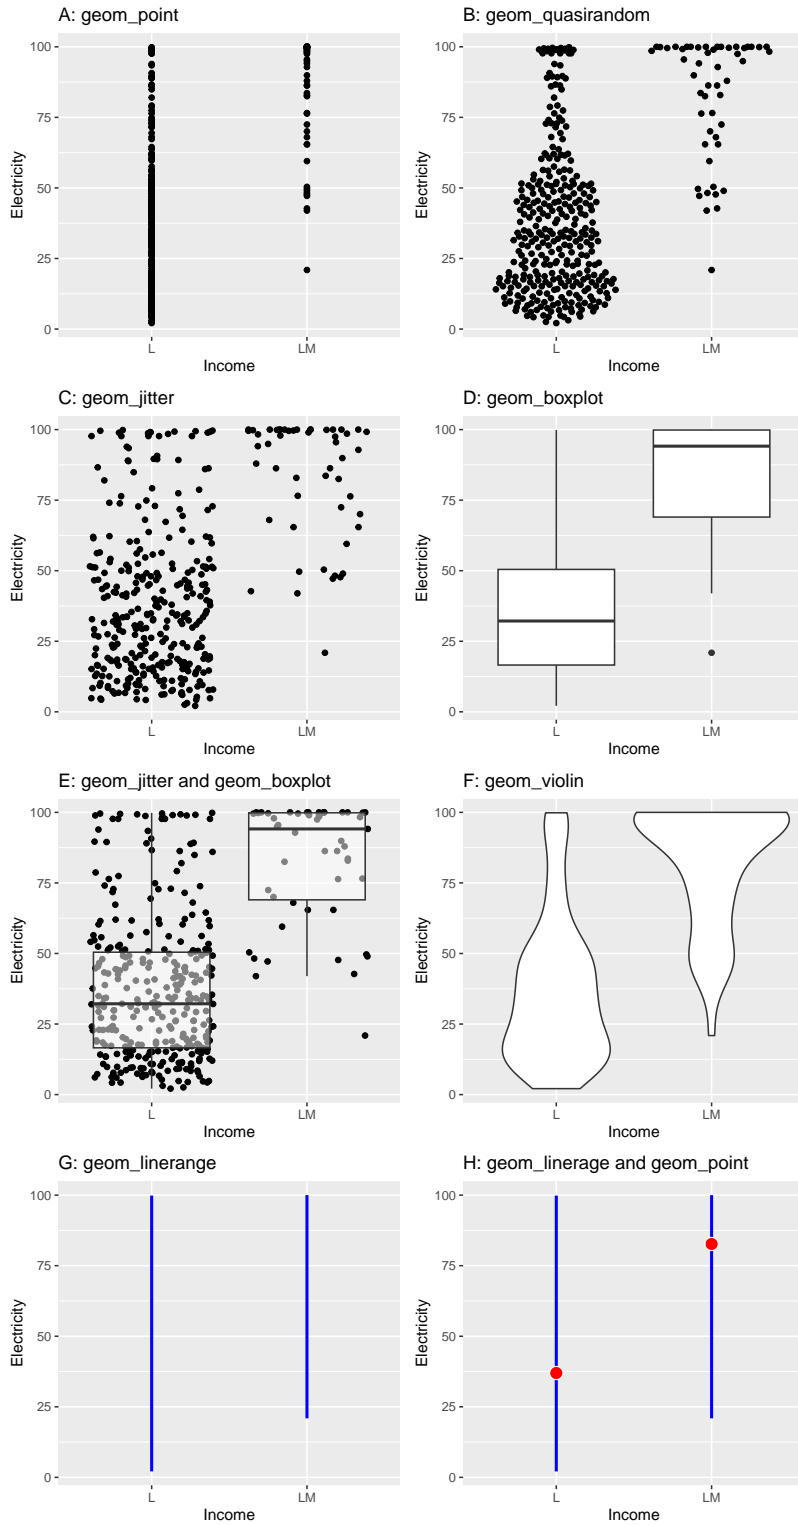 A: geom_point
B: geom_quasirandom
100
75
50
25
0
Electricity
L
LM
Income
100
75
50
25
0
Electricity
L
LM
Income
C: geom_jitter
D: geom_boxplot
100
75
50
25
0
Electricity
L
LM
Income
100
75
50
25
0
Electricity
L
LM
Income
E: geom_jitter and geom_boxplot
F: geom_violin
100
75
50
25
0
Electricity
L
LM
Income
100
75
50
25
0
Electricity
L
LM
Income
G: geom_linerange
H: geom_linerage and geom_point
100
75
50
25
0
Electricity
L
LM
Income
100
75
50
25
0
Electricity
L
LM
Income